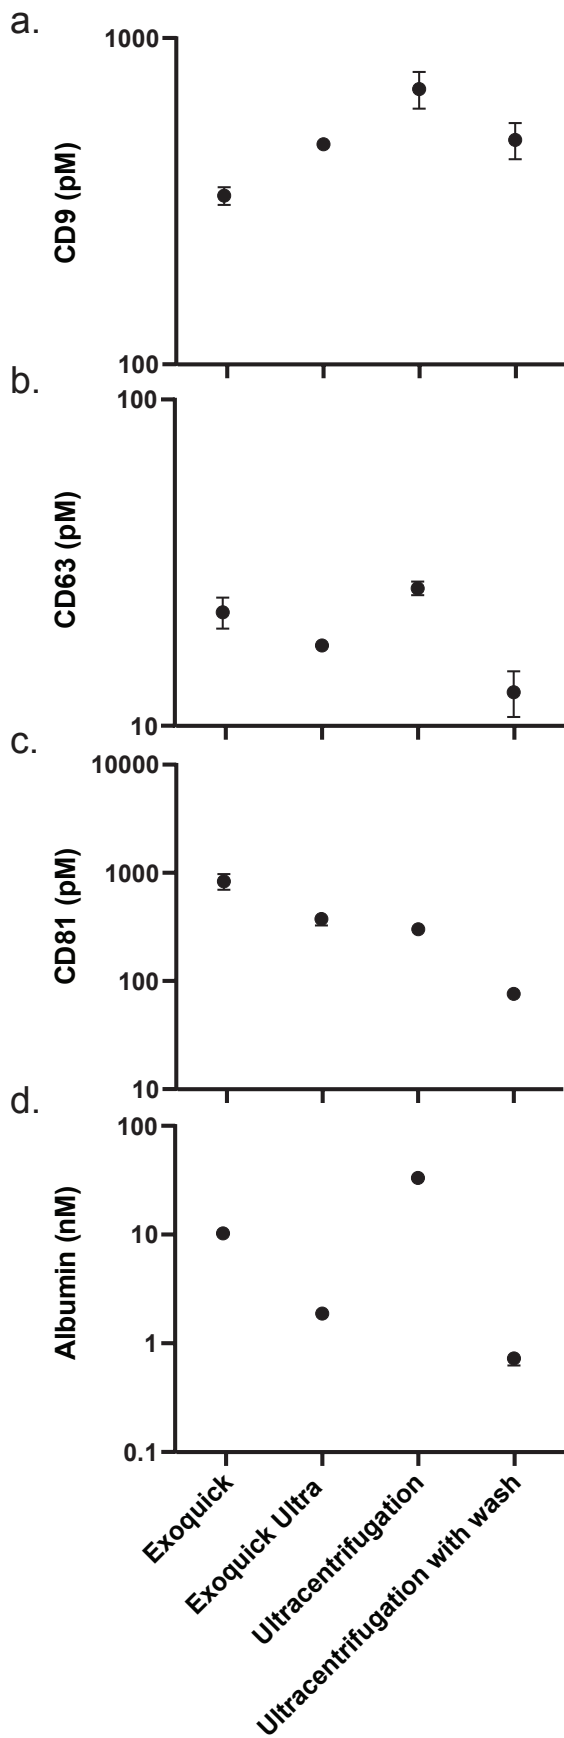 a.
1000
CD9 (pM)
100
b.
100
CD63 (pM)
10
c.
10000
1000
CD81 (pM)
100
10
d.
100
10
Albumin (nM)
1
0.1
Exoquick
Exoquick Ultra
Ultracentrifugation
Ultracentrifugation with wash